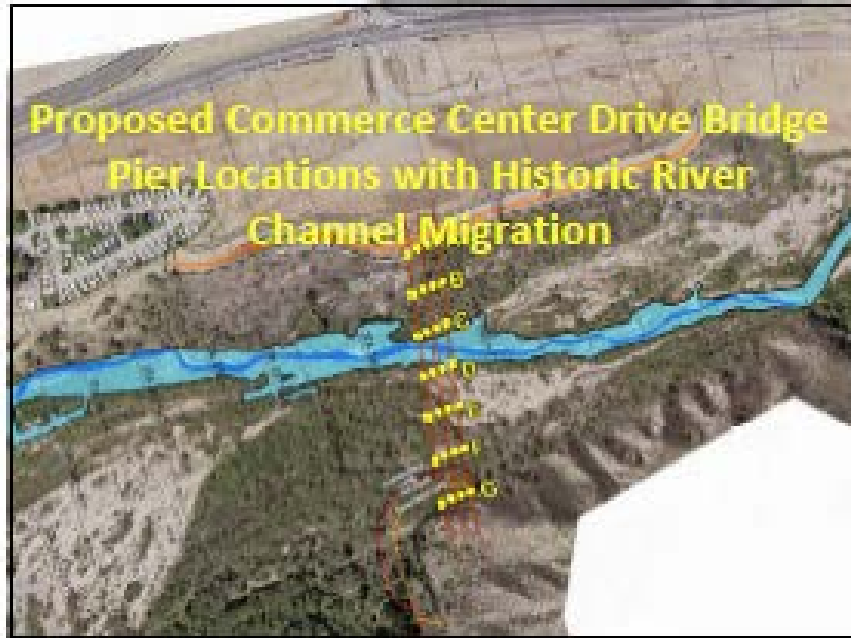 Proposed Commerce Center Drive Bridge
Pier Locations with Historic River
Channel Migration
B
C
D
G